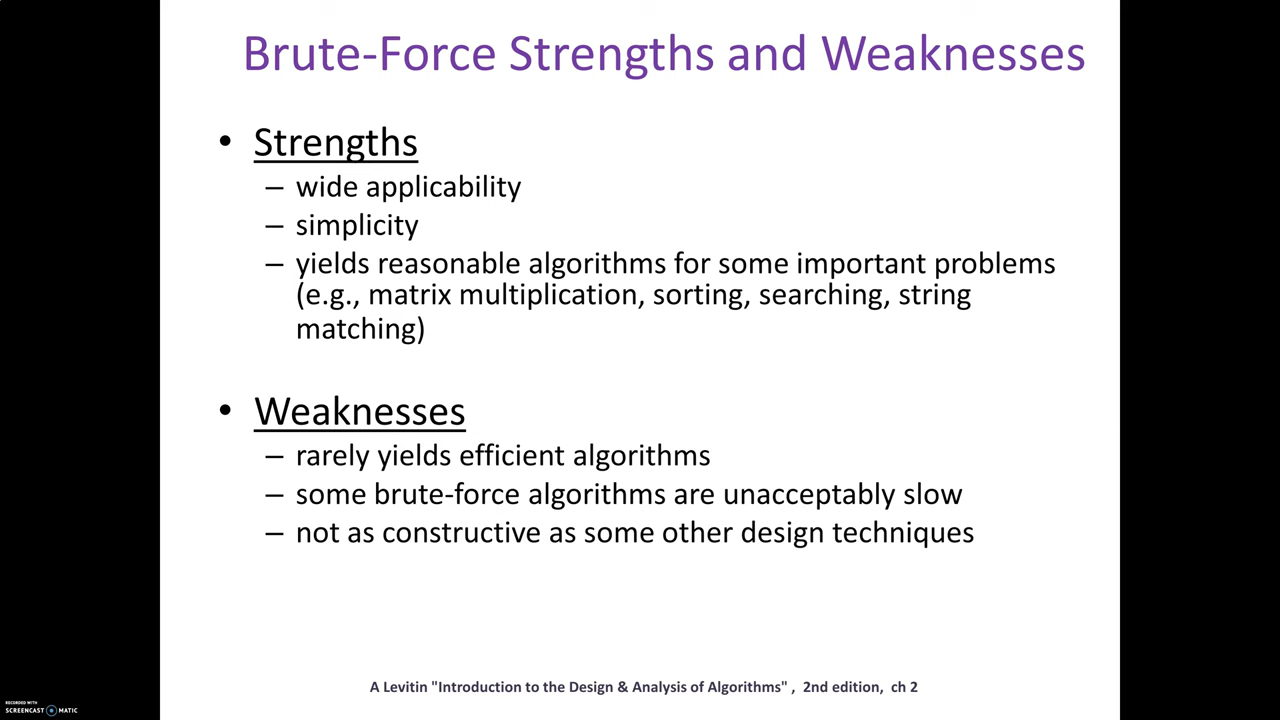 Brute-Force Strengths and Weaknesses
• Strengths
– wide applicability
– simplicity
– yields reasonable algorithms for some important problems
(e.g., matrix multiplication, sorting, searching, string
matching)
• Weaknesses
– rarely yields efficient algorithms
– some brute-force algorithms are unacceptably slow
– not as constructive as some other design techniques
A Levitin "Introduction to the Design & Analysis of Algorithms" , 2nd edition, ch 2
RECORDED WITH
SCREENCAST MATIC